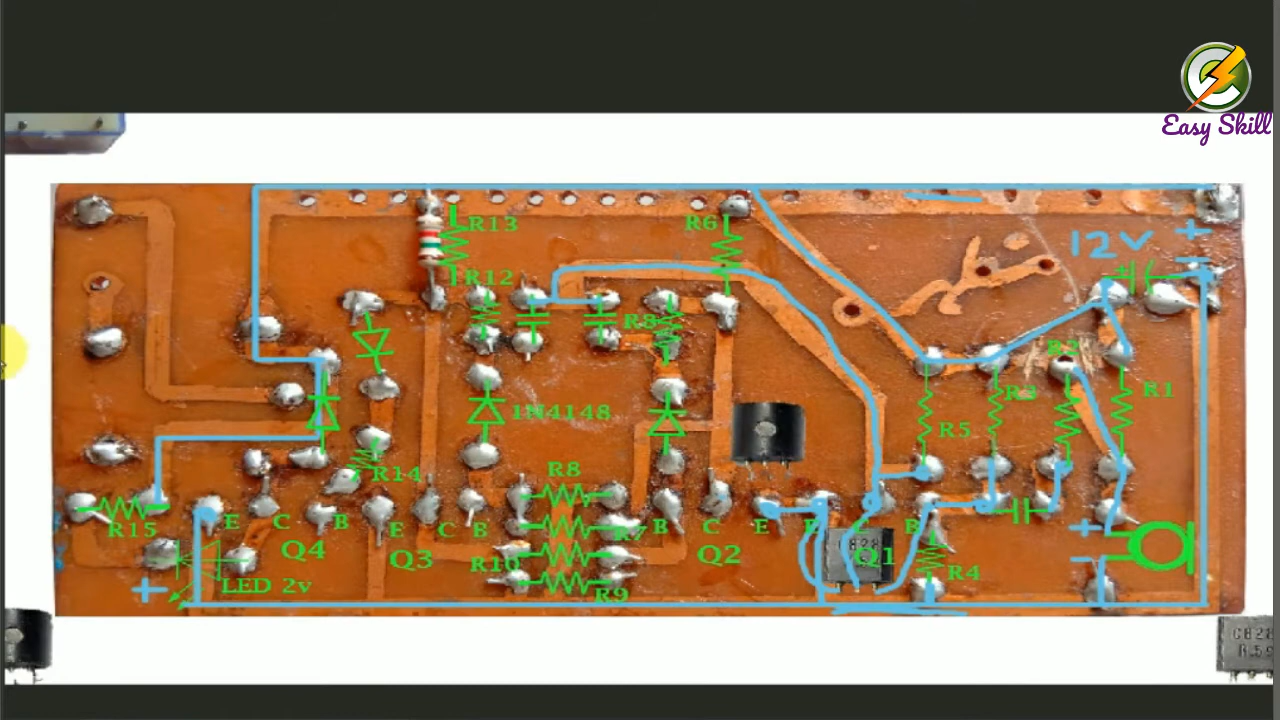 Easy Skill
R13
R6
12V
+
R12
R8
R2
R3
R1
1N4148
R5
R14
R8
R15
E
C
B
Q4
E
C
B
Q3
R7
B
C
E
Q2
E
B
Q1
R10
R9
R4
+
LED 2v
+
C828